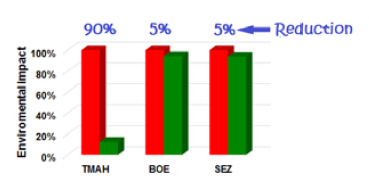 90% 5% 5% Reduction
Enviromental Impact
100%
80%
60%
40%
20%
0%
TMAH BOE SEZ